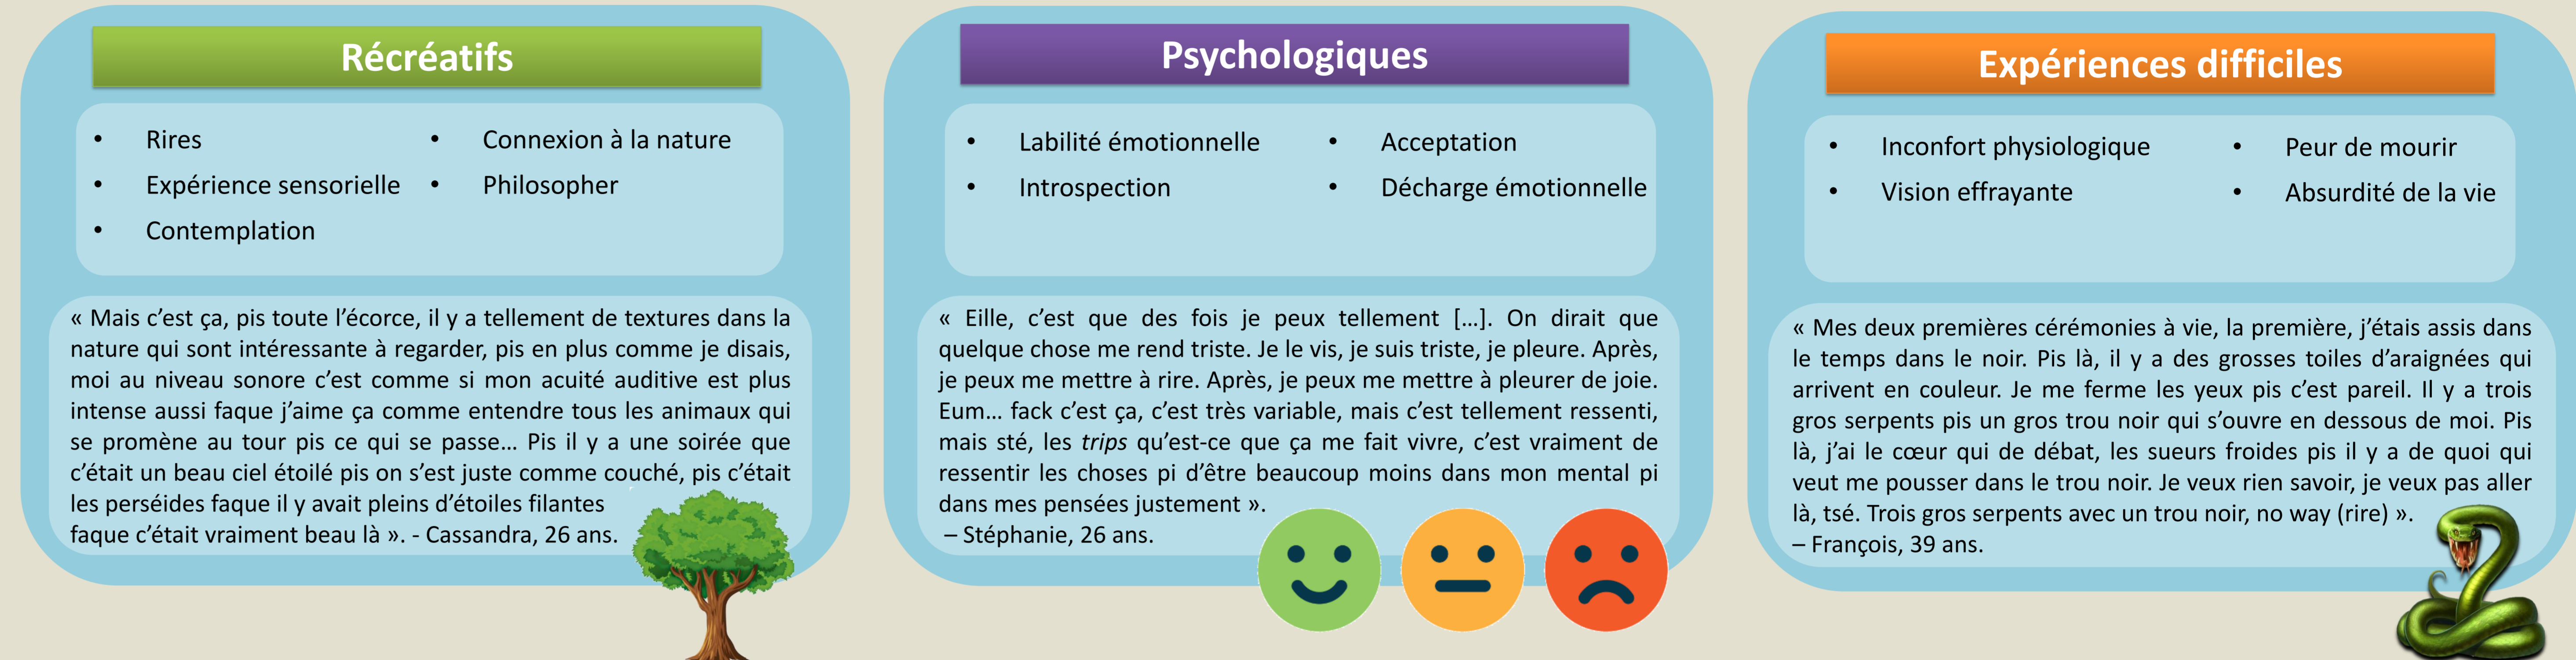 Récréatifs
• Rires
• Expérience sensorielle
• Contemplation
• Connexion à la nature
• Philosopher
« Mais c’est ça, pis toute l’écorce, il y a tellement de textures dans la
nature qui sont intéressante à regarder, pis en plus comme je disais,
moi au niveau sonore c’est comme si mon acuité auditive est plus
intense aussi faque j’aime ça comme entendre tous les animaux qui
se promène au tour pis ce qui se passe… Pis il y a une soirée que
c’était un beau ciel étoilé pis on s’est juste comme couché, pis c’était
les perséides faque il y avait pleins d’étoiles filantes
faque c’était vraiment beau là ». - Cassandra, 26 ans.
Psychologiques
• Labilité émotionnelle
• Introspection
• Acceptation
• Décharge émotionnelle
« Eille, c’est que des fois je peux tellement […]. On dirait que
quelque chose me rend triste. Je le vis, je suis triste, je pleure. Après,
je peux me mettre à rire. Après, je peux me mettre à pleurer de joie.
Eum… fack c’est ça, c’est très variable, mais c’est tellement ressenti,
mais sté, les trips qu’est-ce que ça me fait vivre, c’est vraiment de
ressentir les choses pi d’être beaucoup moins dans mon mental pi
dans mes pensées justement ».
– Stéphanie, 26 ans.
Expériences difficiles
• Inconfort physiologique
• Vision effrayante
• Peur de mourir
• Absurdité de la vie
« Mes deux premières cérémonies à vie, la première, j’étais assis dans
le temps dans le noir. Pis là, il y a des grosses toiles d’araignées qui
arrivent en couleur. Je me ferme les yeux pis c’est pareil. Il y a trois
gros serpents pis un gros trou noir qui s’ouvre en dessous de moi. Pis
là, j’ai le cœur qui de débat, les sueurs froides pis il y a de quoi qui
veut me pousser dans le trou noir. Je veux rien savoir, je veux pas aller
là, tsé. Trois gros serpents avec un trou noir, no way (rire) ».
– François, 39 ans.